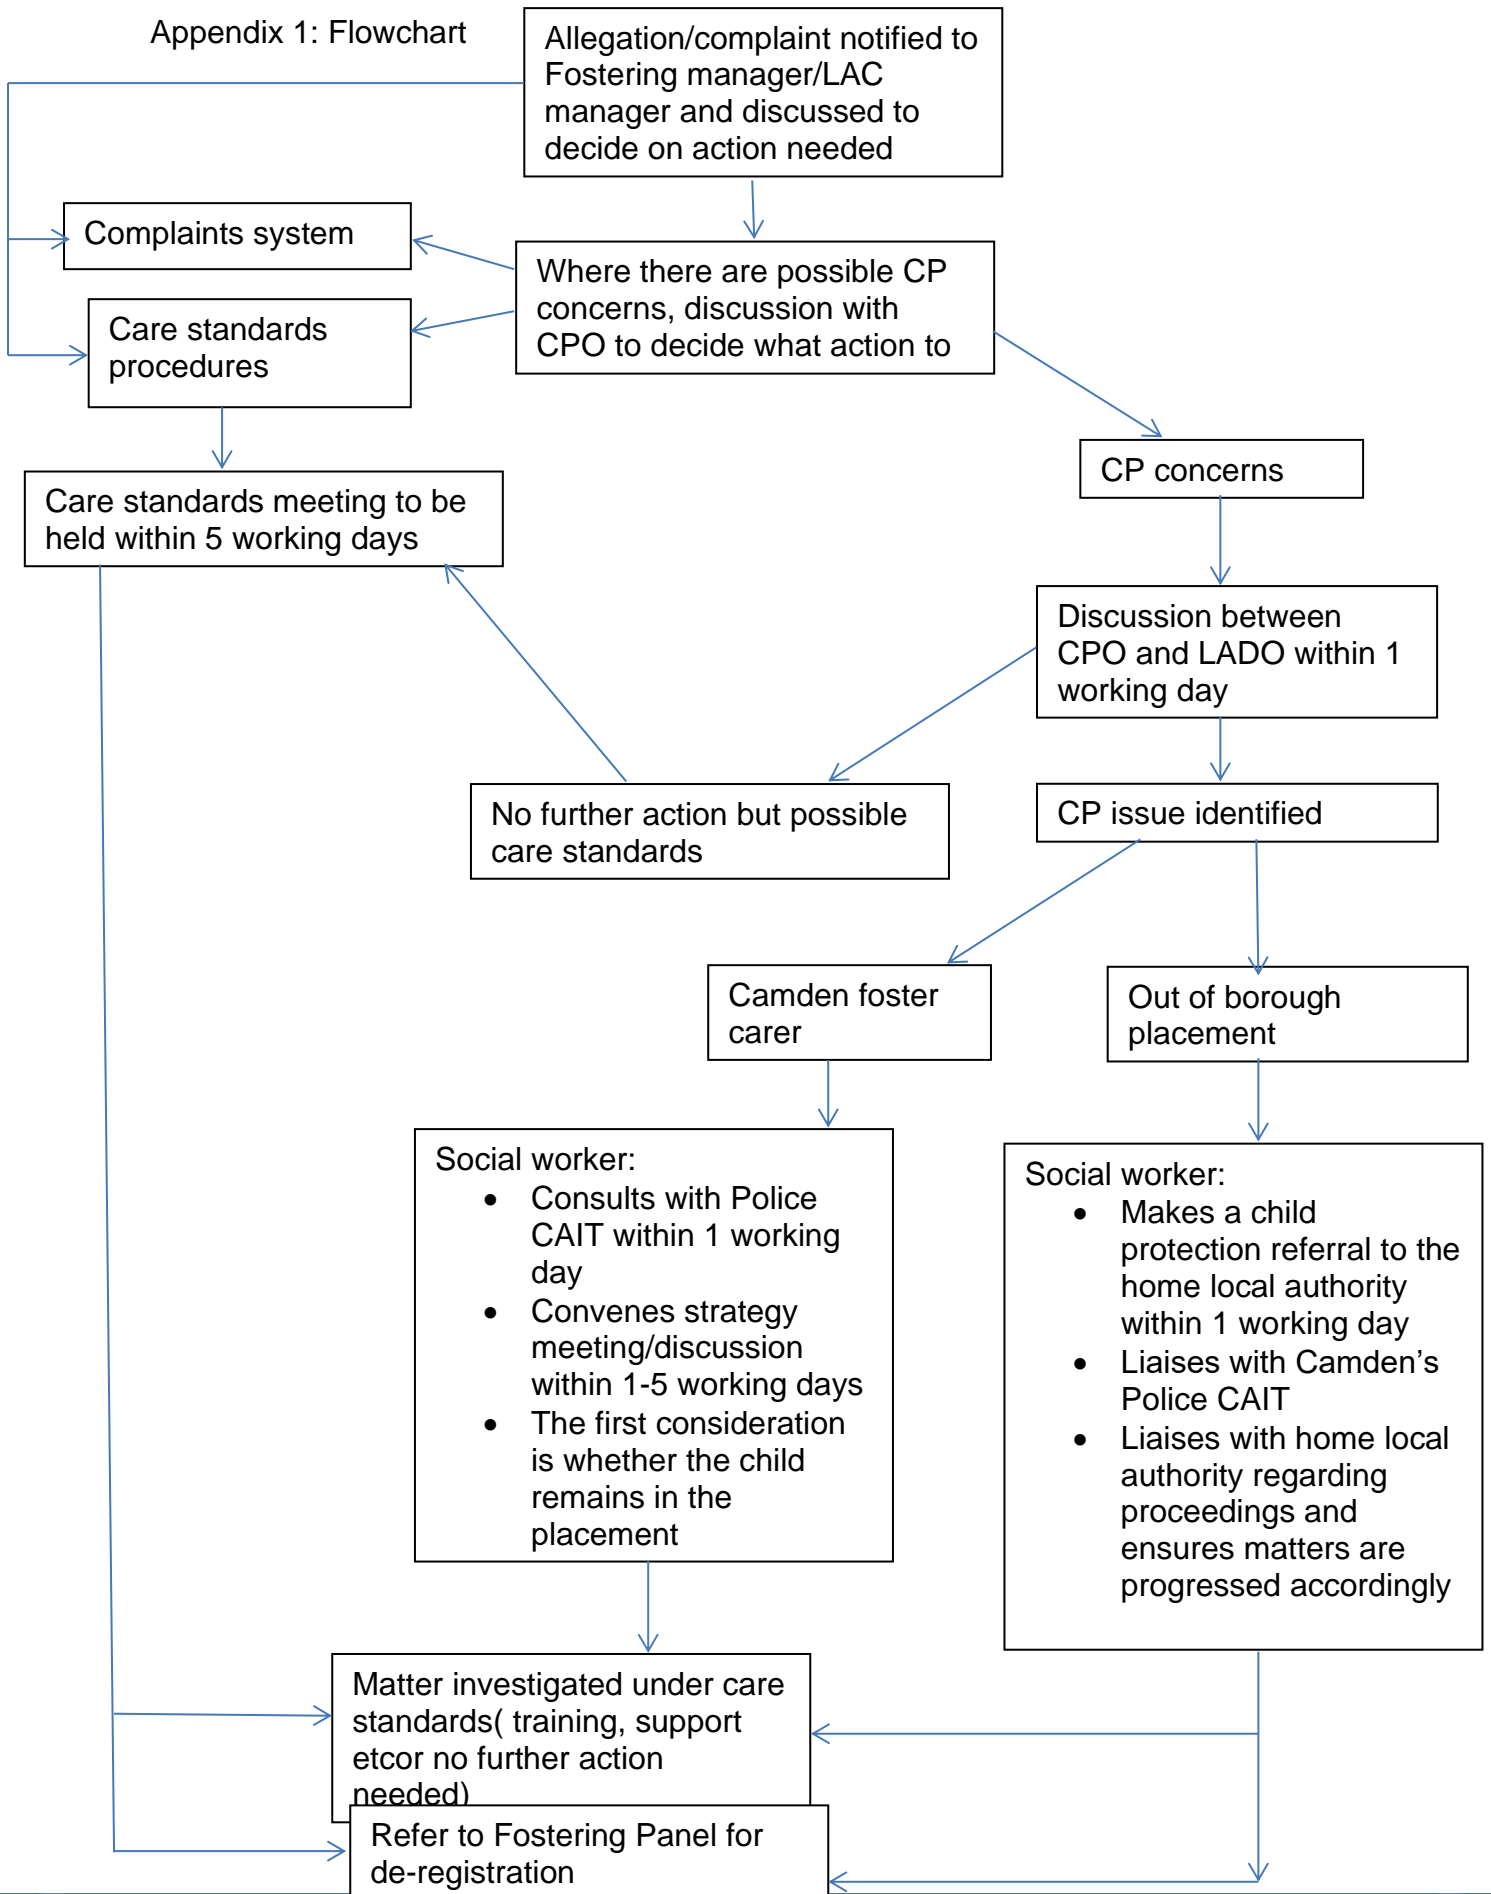 Appendix 1: Flowchart
Allegation/complaint notified to
Fostering manager/LAC
manager and discussed to
decide on action needed
Complaints system
Where there are possible CP
concerns, discussion with
CPO to decide what action to
Care standards
procedures
CP concerns
Care standards meeting to be
held within 5 working days
Discussion between
CPO and LADO within 1
working day
No further action but possible
care standards
CP issue identified
Camden foster
carer
Out of borough
placement
Social worker:
• Consults with Police
CAIT within 1 working
day
• Convenes strategy
meeting/discussion
within 1-5 working days
• The first consideration
is whether the child
remains in the
placement
Social worker:
• Makes a child
protection referral to the
home local authority
within 1 working day
• Liaises with Camden’s
Police CAIT
• Liaises with home local
authority regarding
proceedings and
ensures matters are
progressed accordingly
Matter investigated under care
standards( training, support
etcor no further action
needed)
Refer to Fostering Panel for
de-registration